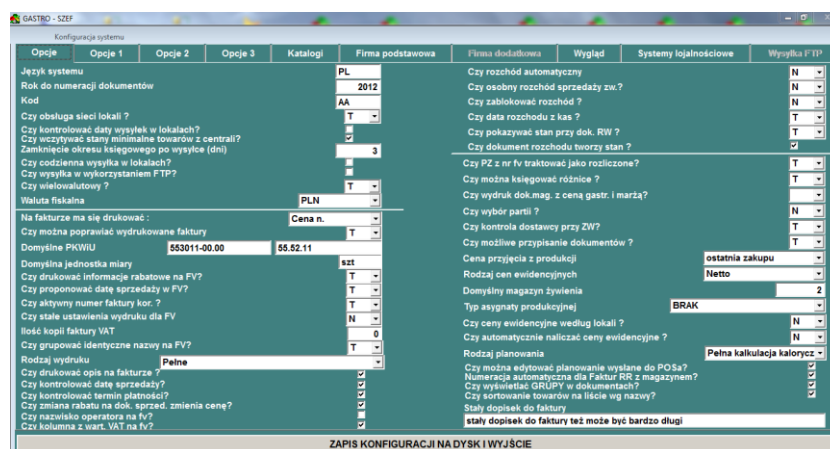 GASTRO - SZEF
Konfiguracja systemu
Opcje Opcje 1 Opcje 2 Opcje 3 Katalogi Firma podstawowa Firma dodatkowa Wygląd Systemy lojalnościowe Wysyłka FTP
Język systemu PL
Rok do numeracji dokumentów 2012
Kod AA
Czy obsługa sieci lokali ? T
Czy kontrolować daty wysyłek w lokalach?
Czy wczytywać stany minimalne towarów z centrali?
Zamknięcie okresu księgowego po wysyłce (dni) 3
Czy codzienna wysyłka w lokalach?
Czy wysyłka w wykorzystaniem FTP?
Czy wielowalutowy ? T
Waluta fiskalna PLN
Na fakturze ma się drukować : Cena n.
Czy można poprawiać wydrukowane faktury T
Domyślne PKWiU 553011-00.00 55.52.11
Domyślna jednostka miary szt
Czy drukować informacje rabatowe na FV? T
Czy proponować datę sprzedaży w FV? T
Czy aktywny numer faktury kor. ? T
Czy stałe ustawienia wydruku dla FV N
Ilość kopii faktury VAT 0
Czy grupować identyczne nazwy na FV? T
Rodzaj wydruku Pełne
Czy drukować opis na fakturze ?
Czy kontrolować datę sprzedaży?
Czy kontrolować termin płatności?
Czy zmiana rabatu na dok. sprzed. zmienia cenę?
Czy nazwisko operatora na fv?
Czy kolumna z wart. VAT na fv?
Czy rozchód automatyczny N
Czy osobny rozchód sprzedaży zw.? N
Czy zablokować rozchód ? N
Czy data rozchodu z kas ? T
Czy pokazywać stan przy dok. RW ? T
Czy dokument rozchodu tworzy stan ?
Czy PZ z nr fv traktować jako rozliczone? T
Czy można księgować różnice ? T
Czy wydruk dok.mag. z ceną gastr. i marżą?
Czy wybór partii ? N
Czy kontrola dostawcy przy ZW? T
Czy możliwe przypisanie dokumentów ? T
Cena przyjęcia z produkcji ostatnia zakupu
Rodzaj cen ewidencyjnych Netto
Domyślny magazyn żywienia 2
Typ asygnaty produkcyjnej BRAK
Czy ceny ewidencyjne według lokali ? N
Czy automatycznie naliczać ceny ewidencyjne ? N
Rodzaj planowania Pełna kalkulacja kalorycz
Czy można edytować planowanie wysłane do POSa?
Numeracja automatyczna dla Faktur RR z magazynem?
Czy wyświetlać GRUPY w dokumentach?
Czy sortowanie towarów na liście wg nazwy?
Stały dopisek do faktury
stały dopisek do faktury też może być bardzo długi
ZAPIS KONFIGURACJI NA DYSK I WYJŚCIE